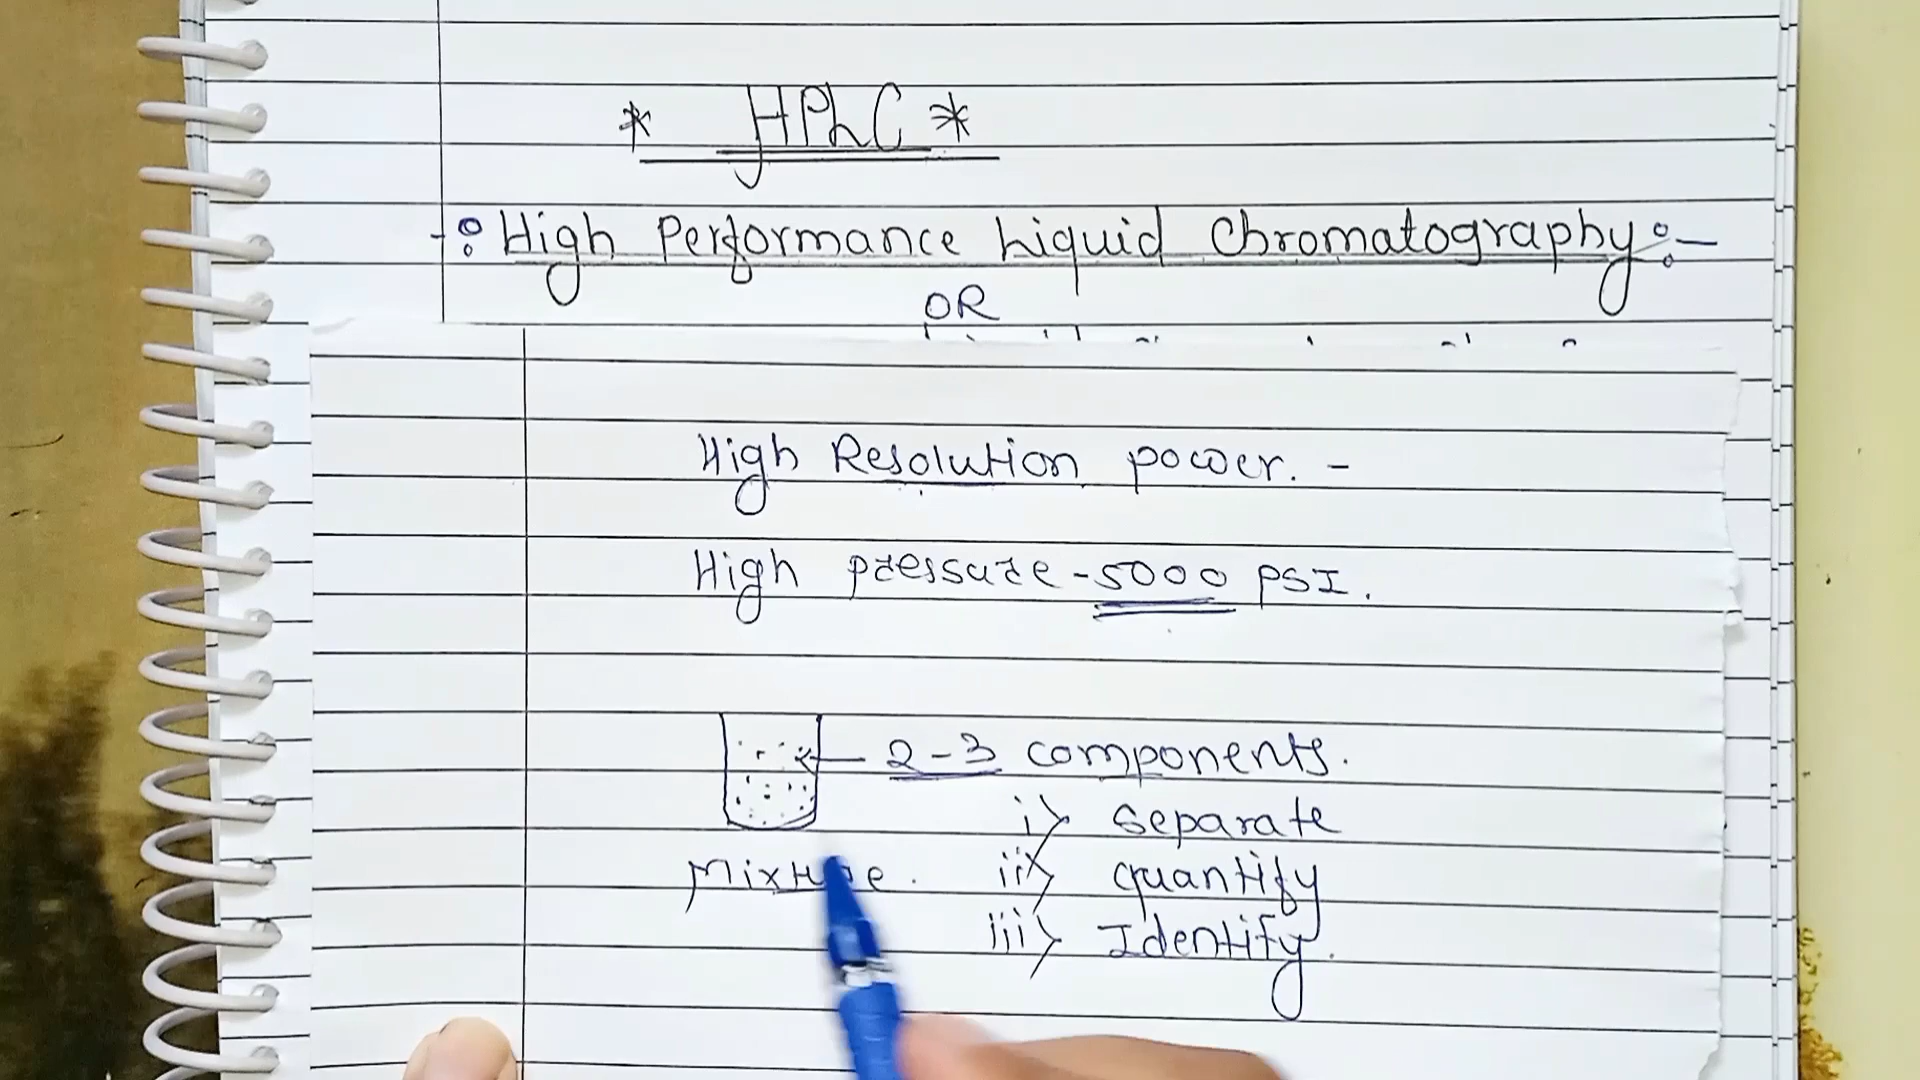 * HPLC *
:High Performance Liquid Chromatography:-
OR
High Resolution power. -
High pressure - 5000 PSI.
2-3 components.
i> separate
Mixture. ii> quantify
iii> Identify.